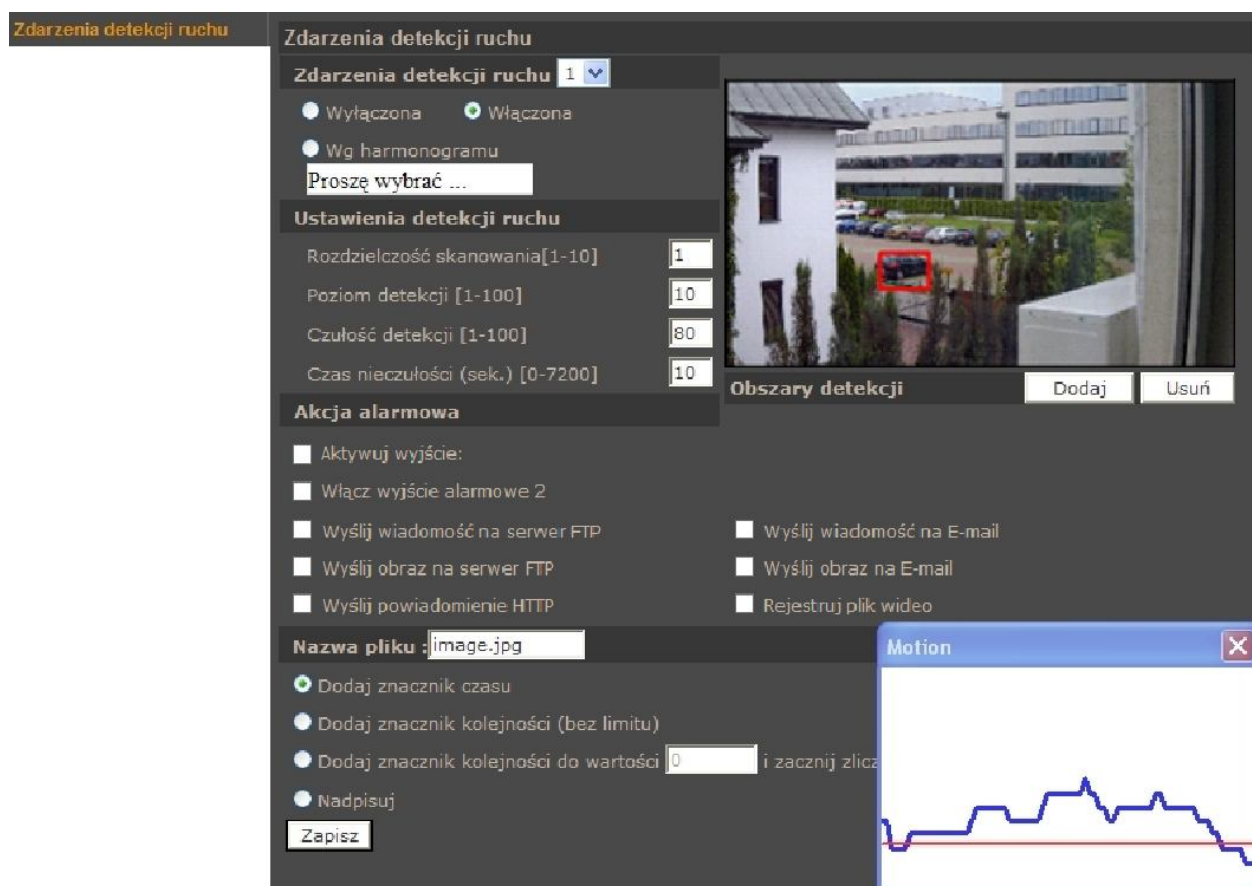 Zdarzenia detekcji ruchu
Zdarzenia detekcji ruchu
Zdarzenia detekcji ruchu 1
Wyłączona Włączona
Wg harmonogramu
Proszę wybrać ...
Ustawienia detekcji ruchu
Rozdzielczość skanowania[1-10] 1
Poziom detekcji [1-100] 10
Czułość detekcji [1-100] 80
Czas nieczułości (sek.) [0-7200] 10
Obszary detekcji Dodaj Usuń
Akcja alarmowa
Aktywuj wyjście:
Włącz wyjście alarmowe 2
Wyślij wiadomość na serwer FTP Wyślij wiadomość na E-mail
Wyślij obraz na serwer FTP Wyślij obraz na E-mail
Wyślij powiadomienie HTTP Rejestruj plik wideo
Nazwa pliku : image.jpg
Motion
Dodaj znacznik czasu
Dodaj znacznik kolejności (bez limitu)
Dodaj znacznik kolejności do wartości 0 i zacznij zlicz
Nadpisuj
Zapisz